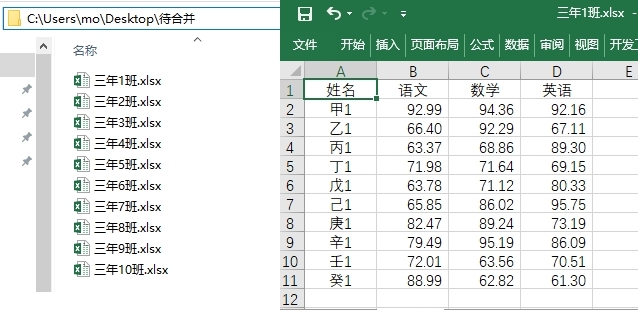 C:\Users\mo\Desktop\待合并
名称
三年1班.xlsx
三年2班.xlsx
三年3班.xlsx
三年4班.xlsx
三年5班.xlsx
三年6班.xlsx
三年7班.xlsx
三年8班.xlsx
三年9班.xlsx
三年10班.xlsx
三年1班.xlsx -
文件 开始 插入 页面布局 公式 数据 审阅 视图 开发工
A B C D E
1 姓名 语文 数学 英语
2 甲1 92.99 94.36 92.16
3 乙1 66.40 92.29 67.11
4 丙1 63.37 68.86 89.30
5 丁1 71.98 71.64 69.15
6 戊1 63.78 71.12 80.33
7 己1 65.85 86.02 95.75
8 庚1 82.47 89.24 73.19
9 辛1 79.49 95.19 86.09
10 壬1 72.01 63.56 70.51
11 癸1 88.99 62.82 61.30
12